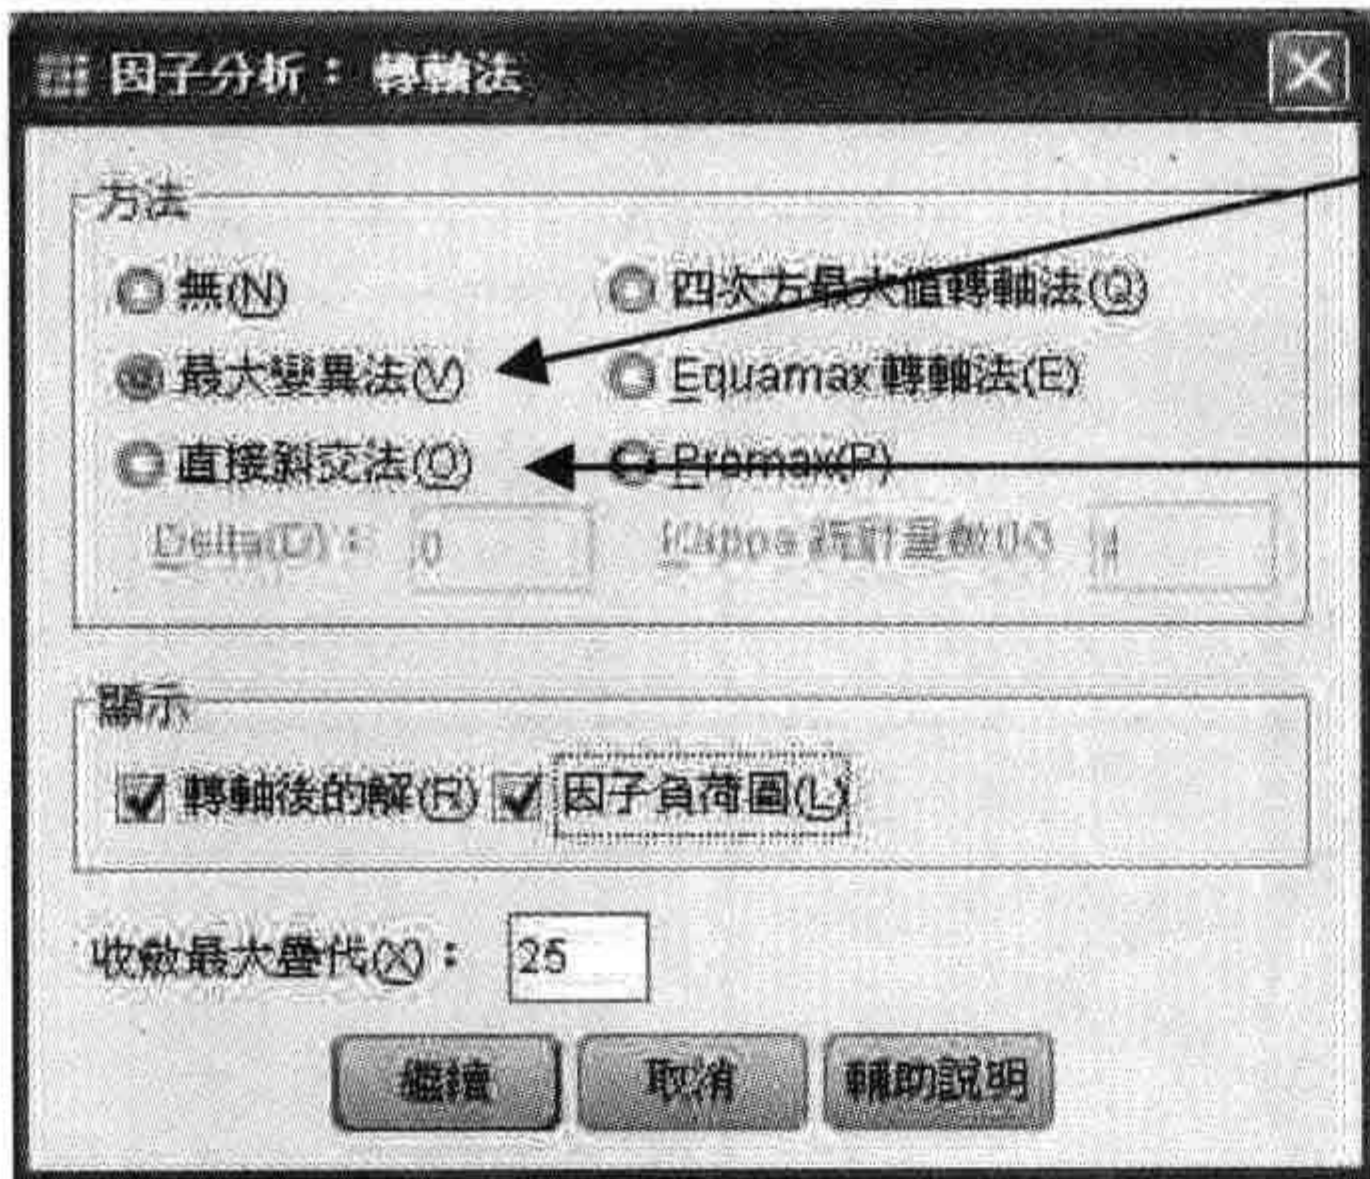 因子分析： 轉軸法
方法
無(N) 四次方最大值轉軸法(Q)
最大變異法(V) Equamax 轉軸法(E)
直接斜交法(O) Promax(P)
Delta(D)： 0 Kappa 統計量數(K) 4
顯示
轉軸後的解(R) 因子負荷圖(L)
收斂最大疊代(X)： 25
繼續 取消 輔助說明